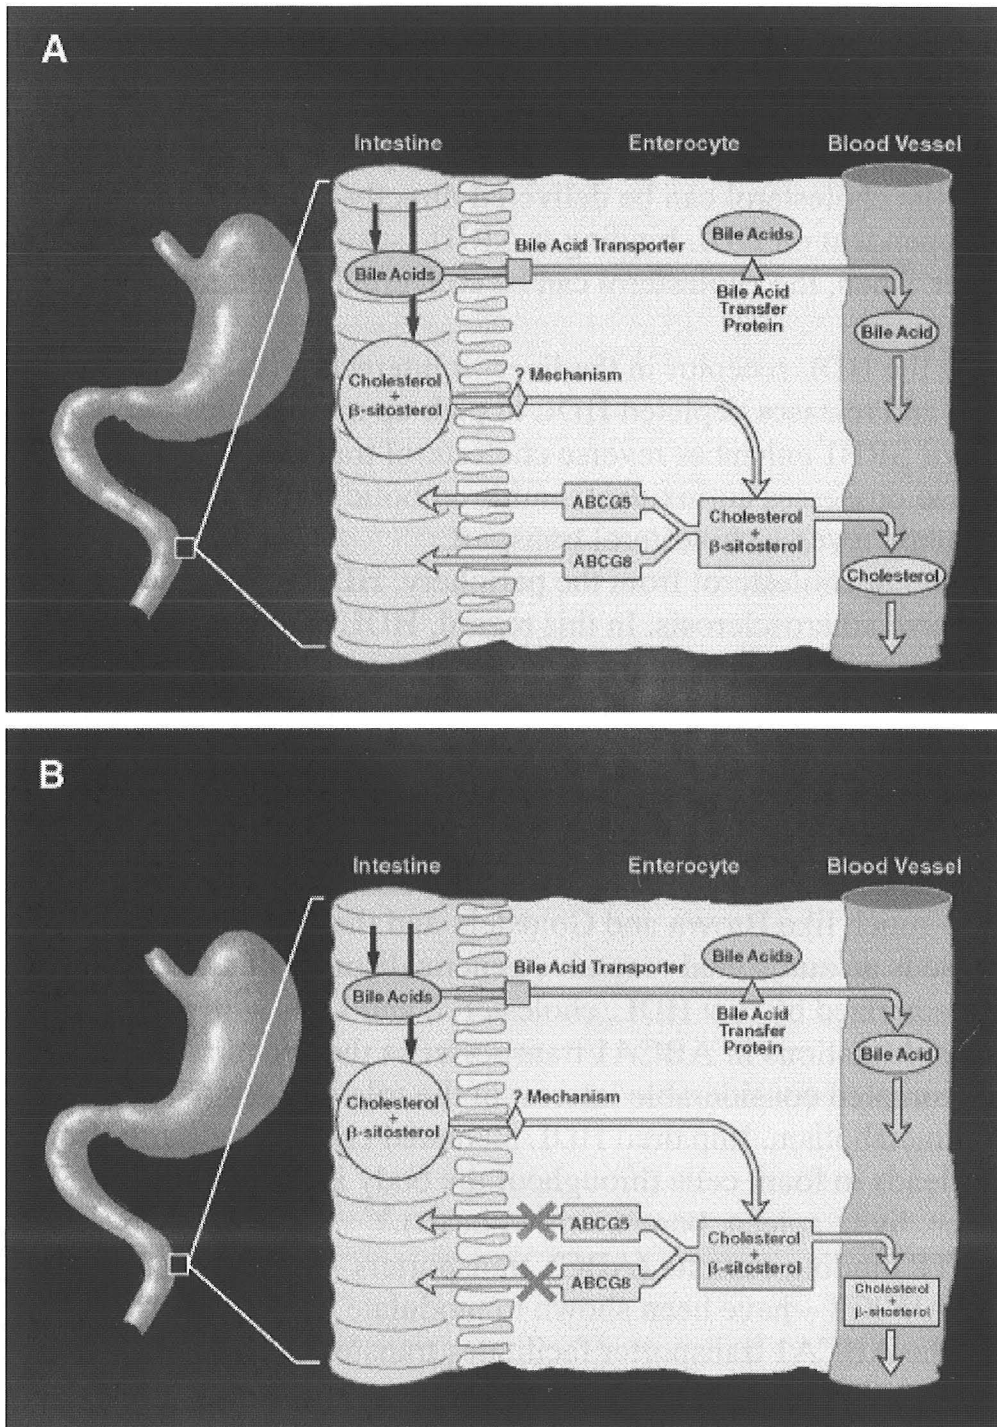 A
Intestine
Enterocyte
Blood Vessel
Bile Acids
Bile Acid Transporter
Bile Acids
Bile Acid
Transfer
Protein
Bile Acid
Cholesterol
+
β-sitosterol
? Mechanism
ABCG5
ABCG8
Cholesterol
+
β-sitosterol
Cholesterol
B
Intestine
Enterocyte
Blood Vessel
Bile Acids
Bile Acid Transporter
Bile Acids
Bile Acid
Transfer
Protein
Bile Acid
Cholesterol
+
β-sitosterol
? Mechanism
ABCG5
ABCG8
Cholesterol
+
β-sitosterol
Cholesterol
+
β-sitosterol